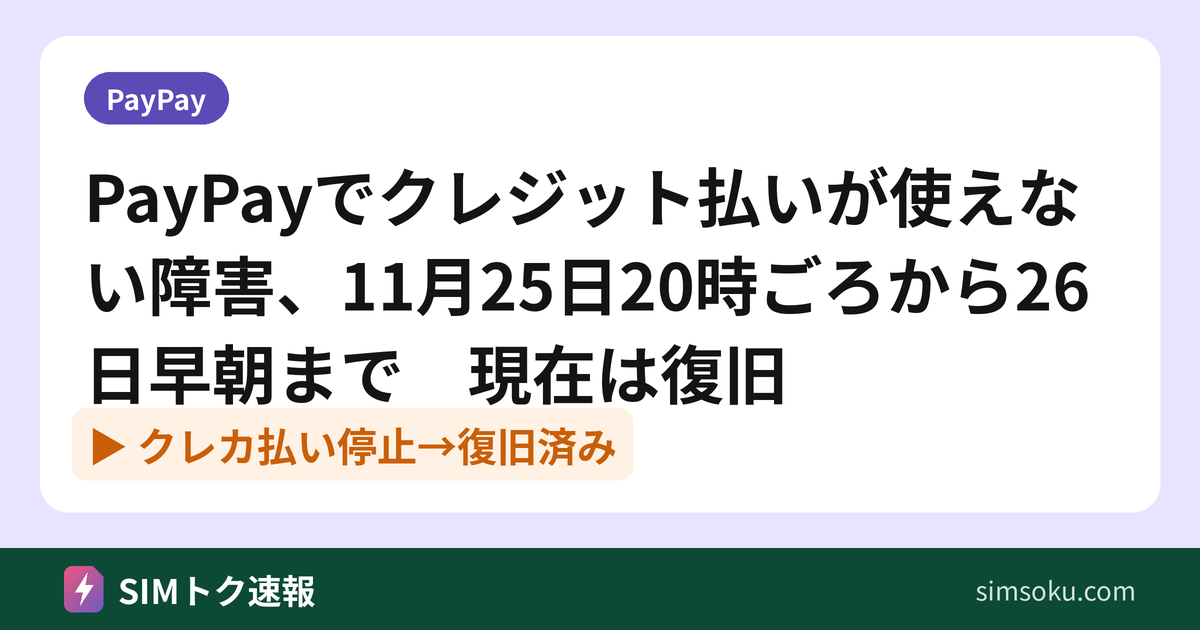 PayPay
PayPayでクレジット払いが使えな
い障害、11月25日20時ごろから26
日早朝まで　現在は復旧
▶ クレカ払い停止→復旧済み
SIMトク速報
simsoku.com